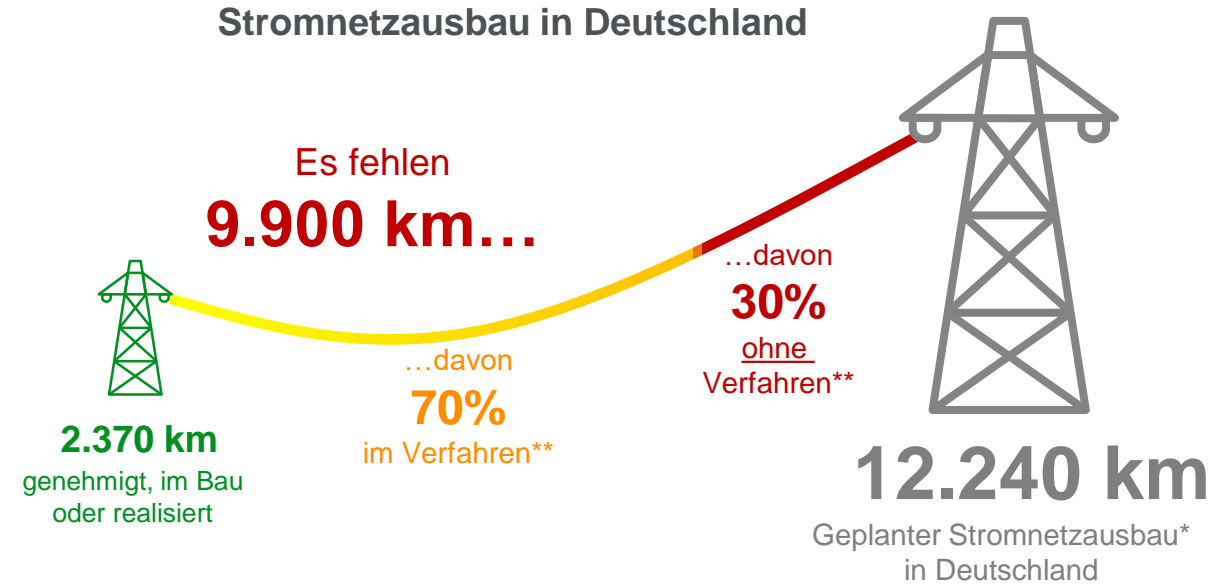 Stromnetzausbau in Deutschland
Es fehlen
9.900 km…
…davon
30%
ohne
Verfahren**
…davon
70%
im Verfahren**
2.370 km
genehmigt, im Bau
oder realisiert
12.240 km
Geplanter Stromnetzausbau*
in Deutschland